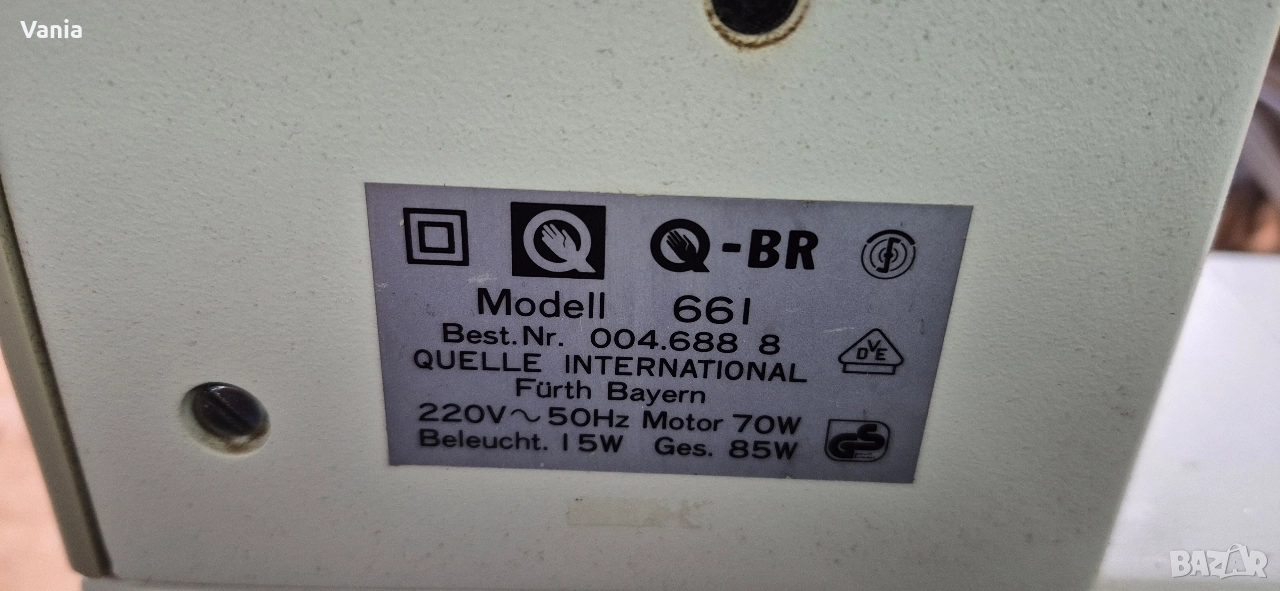 Vania
Q Q-BR
Modell 661
Best.Nr. 004.688 8
DVE
QUELLE INTERNATIONAL
Fürth Bayern
220V~50Hz Motor 70W
Beleucht. 15W Ges. 85W
GS
BAZAR